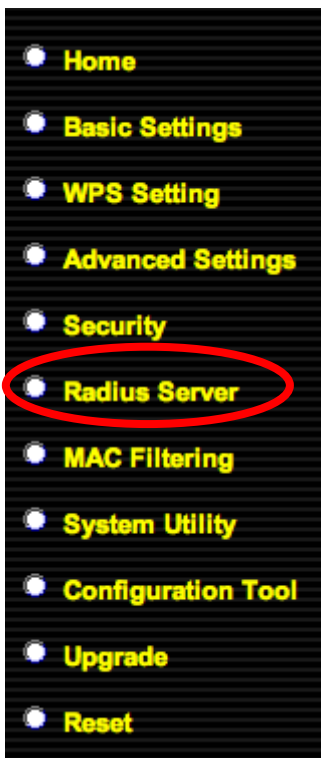 Home
Basic Settings
WPS Setting
Advanced Settings
Security
Radius Server
MAC Filtering
System Utility
Configuration Tool
Upgrade
Reset